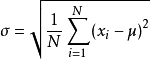 σ = √(1/N ∑_{i=1}^{N} (x_i − μ)²)